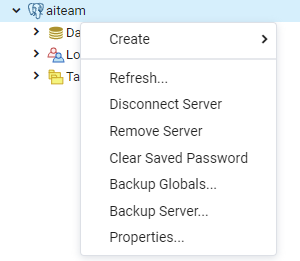 aiteam
Da
Create
Lo
Ta
Refresh...
Disconnect Server
Remove Server
Clear Saved Password
Backup Globals...
Backup Server...
Properties...